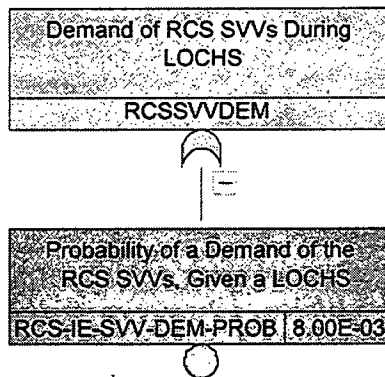 Demand of RCS SVVs During
LOCHS
RCSSVVDEM
Probability of a Demand of the
RCS SVVs, Given a LOCHS
RCS-IE-SVV-DEM-PROB 8.00E-03